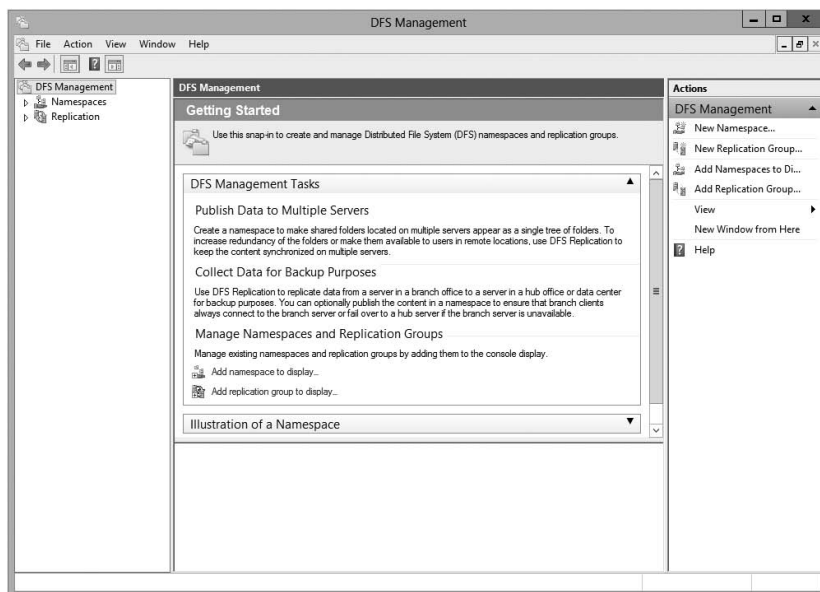 DFS Management
File Action View Window Help
DFS Management
Namespaces
Replication
DFS Management
Getting Started
Use this snap-in to create and manage Distributed File System (DFS) namespaces and replication groups.
DFS Management Tasks
Publish Data to Multiple Servers
Create a namespace to make shared folders located on multiple servers appear as a single tree of folders. To
increase redundancy of the folders or make them available to users in remote locations, use DFS Replication to
keep the content synchronized on multiple servers.
Collect Data for Backup Purposes
Use DFS Replication to replicate data from a server in a branch office to a server in a hub office or data center
for backup purposes. You can optionally publish the content in a namespace to ensure that branch clients
always connect to the branch server or fail over to a hub server if the branch server is unavailable.
Manage Namespaces and Replication Groups
Manage existing namespaces and replication groups by adding them to the console display.
Add namespace to display...
Add replication group to display...
Illustration of a Namespace
Actions
DFS Management
New Namespace...
New Replication Group...
Add Namespaces to Di...
Add Replication Group...
View
New Window from Here
Help